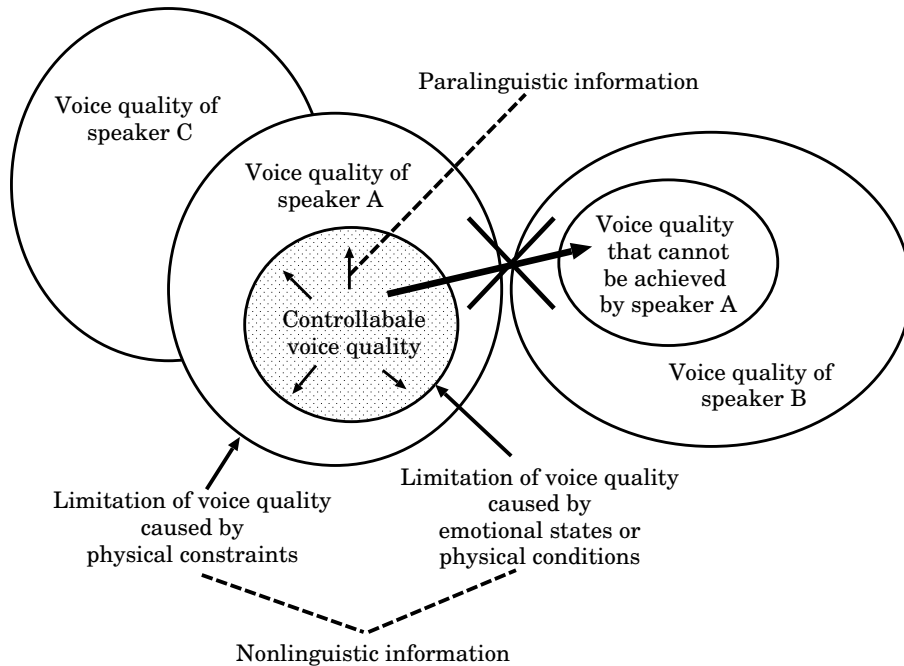 Paralinguistic information
Voice quality of
speaker C
Voice quality of
speaker A
Voice quality
that cannot
be achieved
by speaker A
Controllabale
voice quality
Voice quality of
speaker B
Limitation of voice quality
caused by
physical constraints
Limitation of voice quality
caused by
emotional states or
physical conditions
Nonlinguistic information